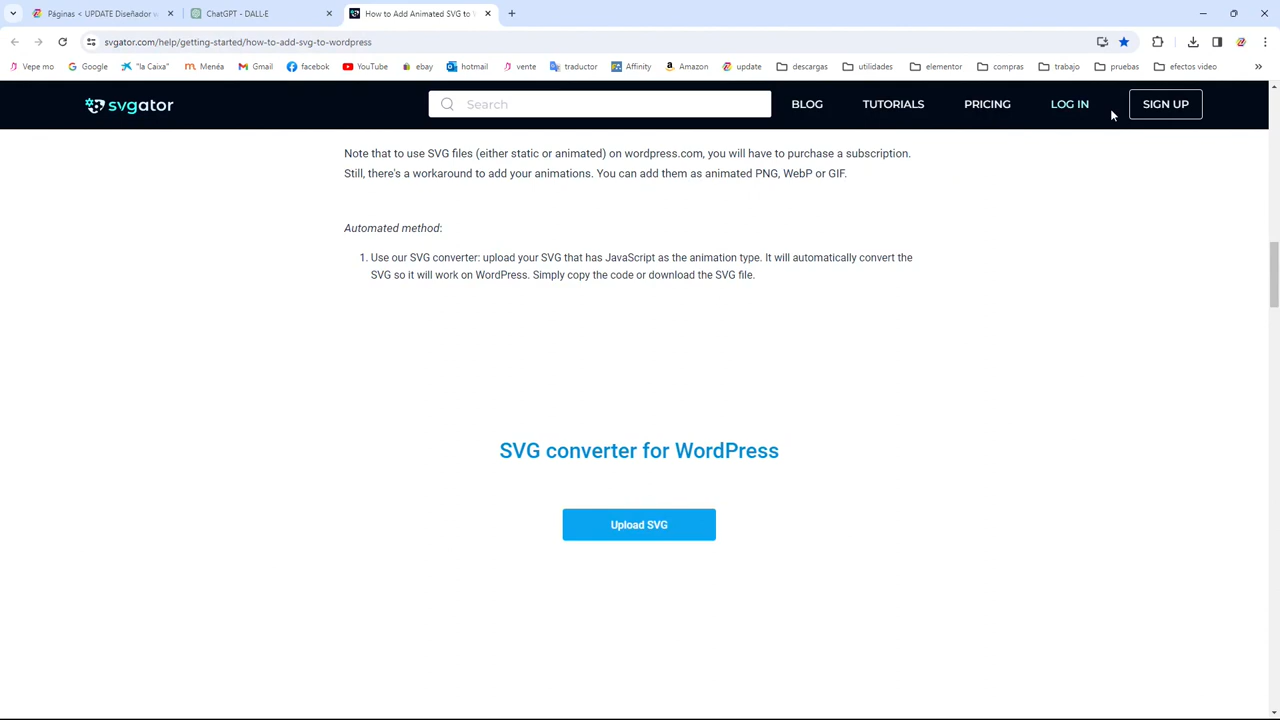 Páginas < UPDATE Diseñador
ChatGPT - DALL·E
How to Add Animated SVG to
svgator.com/help/getting-started/how-to-add-svg-to-wordpress
Vepe mo
Google
"la Caixa"
Menéa
Gmail
facebok
YouTube
ebay
hotmail
vente
traductor
Affinity
Amazon
update
descargas
utilidades
elementor
compras
trabajo
pruebas
efectos video
»
svgator
Search
BLOG
TUTORIALS
PRICING
LOG IN
SIGN UP
Note that to use SVG files (either static or animated) on wordpress.com, you will have to purchase a subscription.
Still, there's a workaround to add your animations. You can add them as animated PNG, WebP or GIF.
Automated method:
1. Use our SVG converter: upload your SVG that has JavaScript as the animation type. It will automatically convert the
SVG so it will work on WordPress. Simply copy the code or download the SVG file.
SVG converter for WordPress
Upload SVG